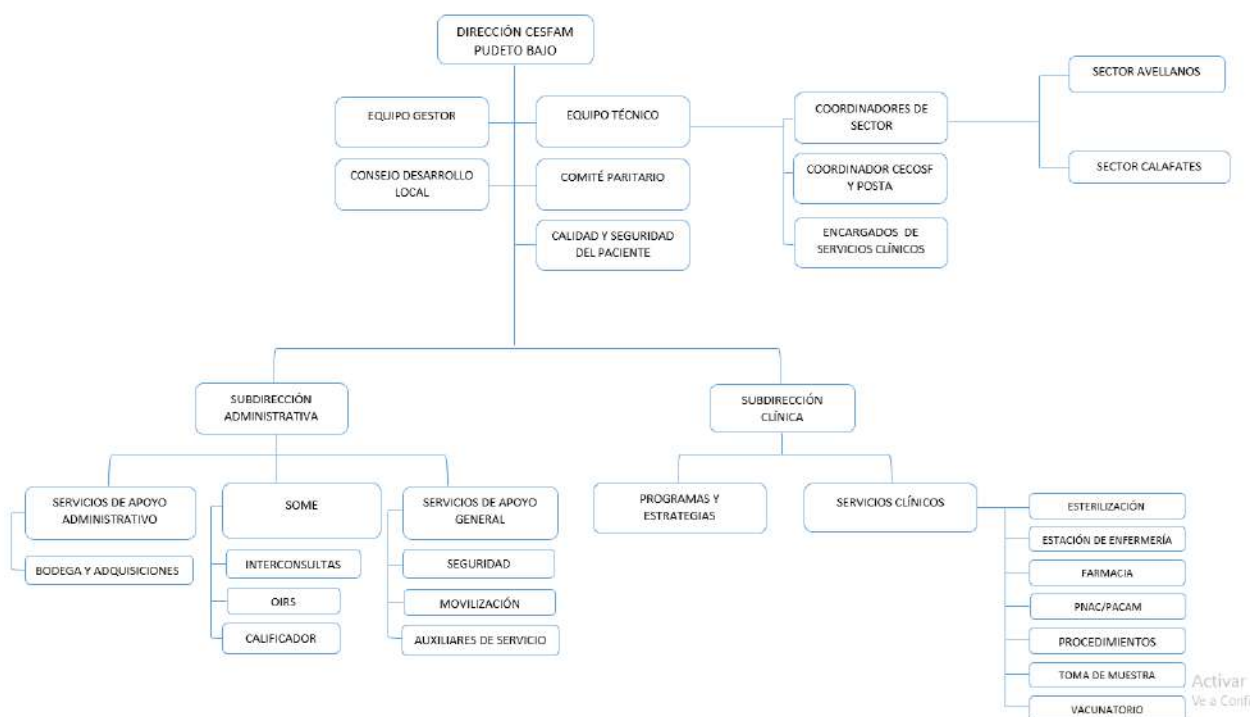 DIRECCIÓN CESFAM
PUDETO BAJO
SECTOR AVELLANOS
EQUIPO GESTOR
EQUIPO TÉCNICO
COORDINADORES DE
SECTOR
CONSEJO DESARROLLO
LOCAL
COMITÉ PARITARIO
COORDINADOR CECOSF
Y POSTA
SECTOR CALAFATES
CALIDAD Y SEGURIDAD
DEL PACIENTE
ENCARGADOS DE
SERVICIOS CLÍNICOS
SUBDIRECCIÓN
ADMINISTRATIVA
SUBDIRECCIÓN
CLÍNICA
SERVICIOS DE APOYO
ADMINISTRATIVO
SOME
SERVICIOS DE APOYO
GENERAL
PROGRAMAS Y
ESTRATEGIAS
SERVICIOS CLÍNICOS
BODEGA Y ADQUISICIONES
INTERCONSULTAS
OIRS
CALIFICADOR
SEGURIDAD
MOVILIZACIÓN
AUXILIARES DE SERVICIO
ESTERILIZACIÓN
ESTACIÓN DE ENFERMERÍA
FARMACIA
PNAC/PACAM
PROCEDIMIENTOS
TOMA DE MUESTRA
VACUNATORIO
Activar
Ve a Confi